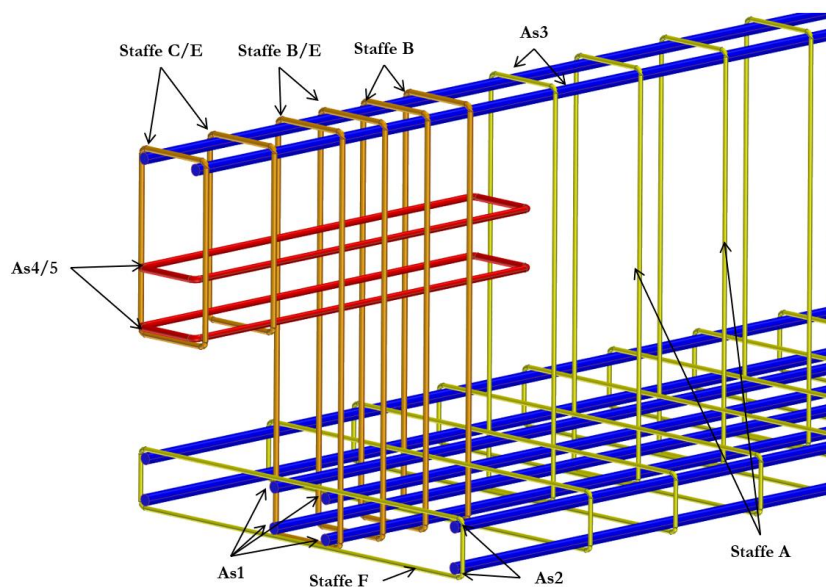 As3
Staffe C/E
Staffe B/E
Staffe B
As4/5
As1
Staffe F
As2
Staffe A